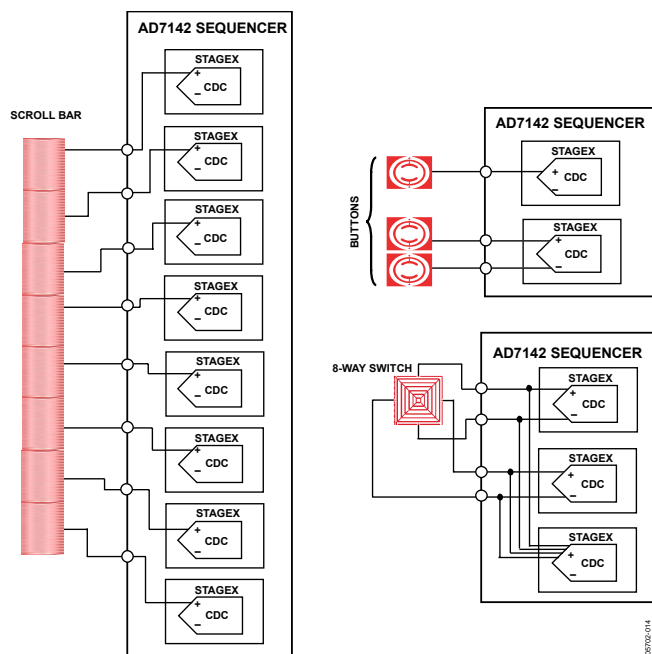 AD7142 SEQUENCER
STAGEX
+
CDC
−
STAGEX
+
CDC
−
STAGEX
+
CDC
−
STAGEX
+
CDC
−
STAGEX
+
CDC
−
STAGEX
+
CDC
−
STAGEX
+
CDC
−
STAGEX
+
CDC
−
SCROLL BAR
AD7142 SEQUENCER
STAGEX
+
CDC
−
STAGEX
+
CDC
−
BUTTONS
8-WAY SWITCH
AD7142 SEQUENCER
STAGEX
+
CDC
−
STAGEX
+
CDC
−
STAGEX
+
CDC
−
05702-014